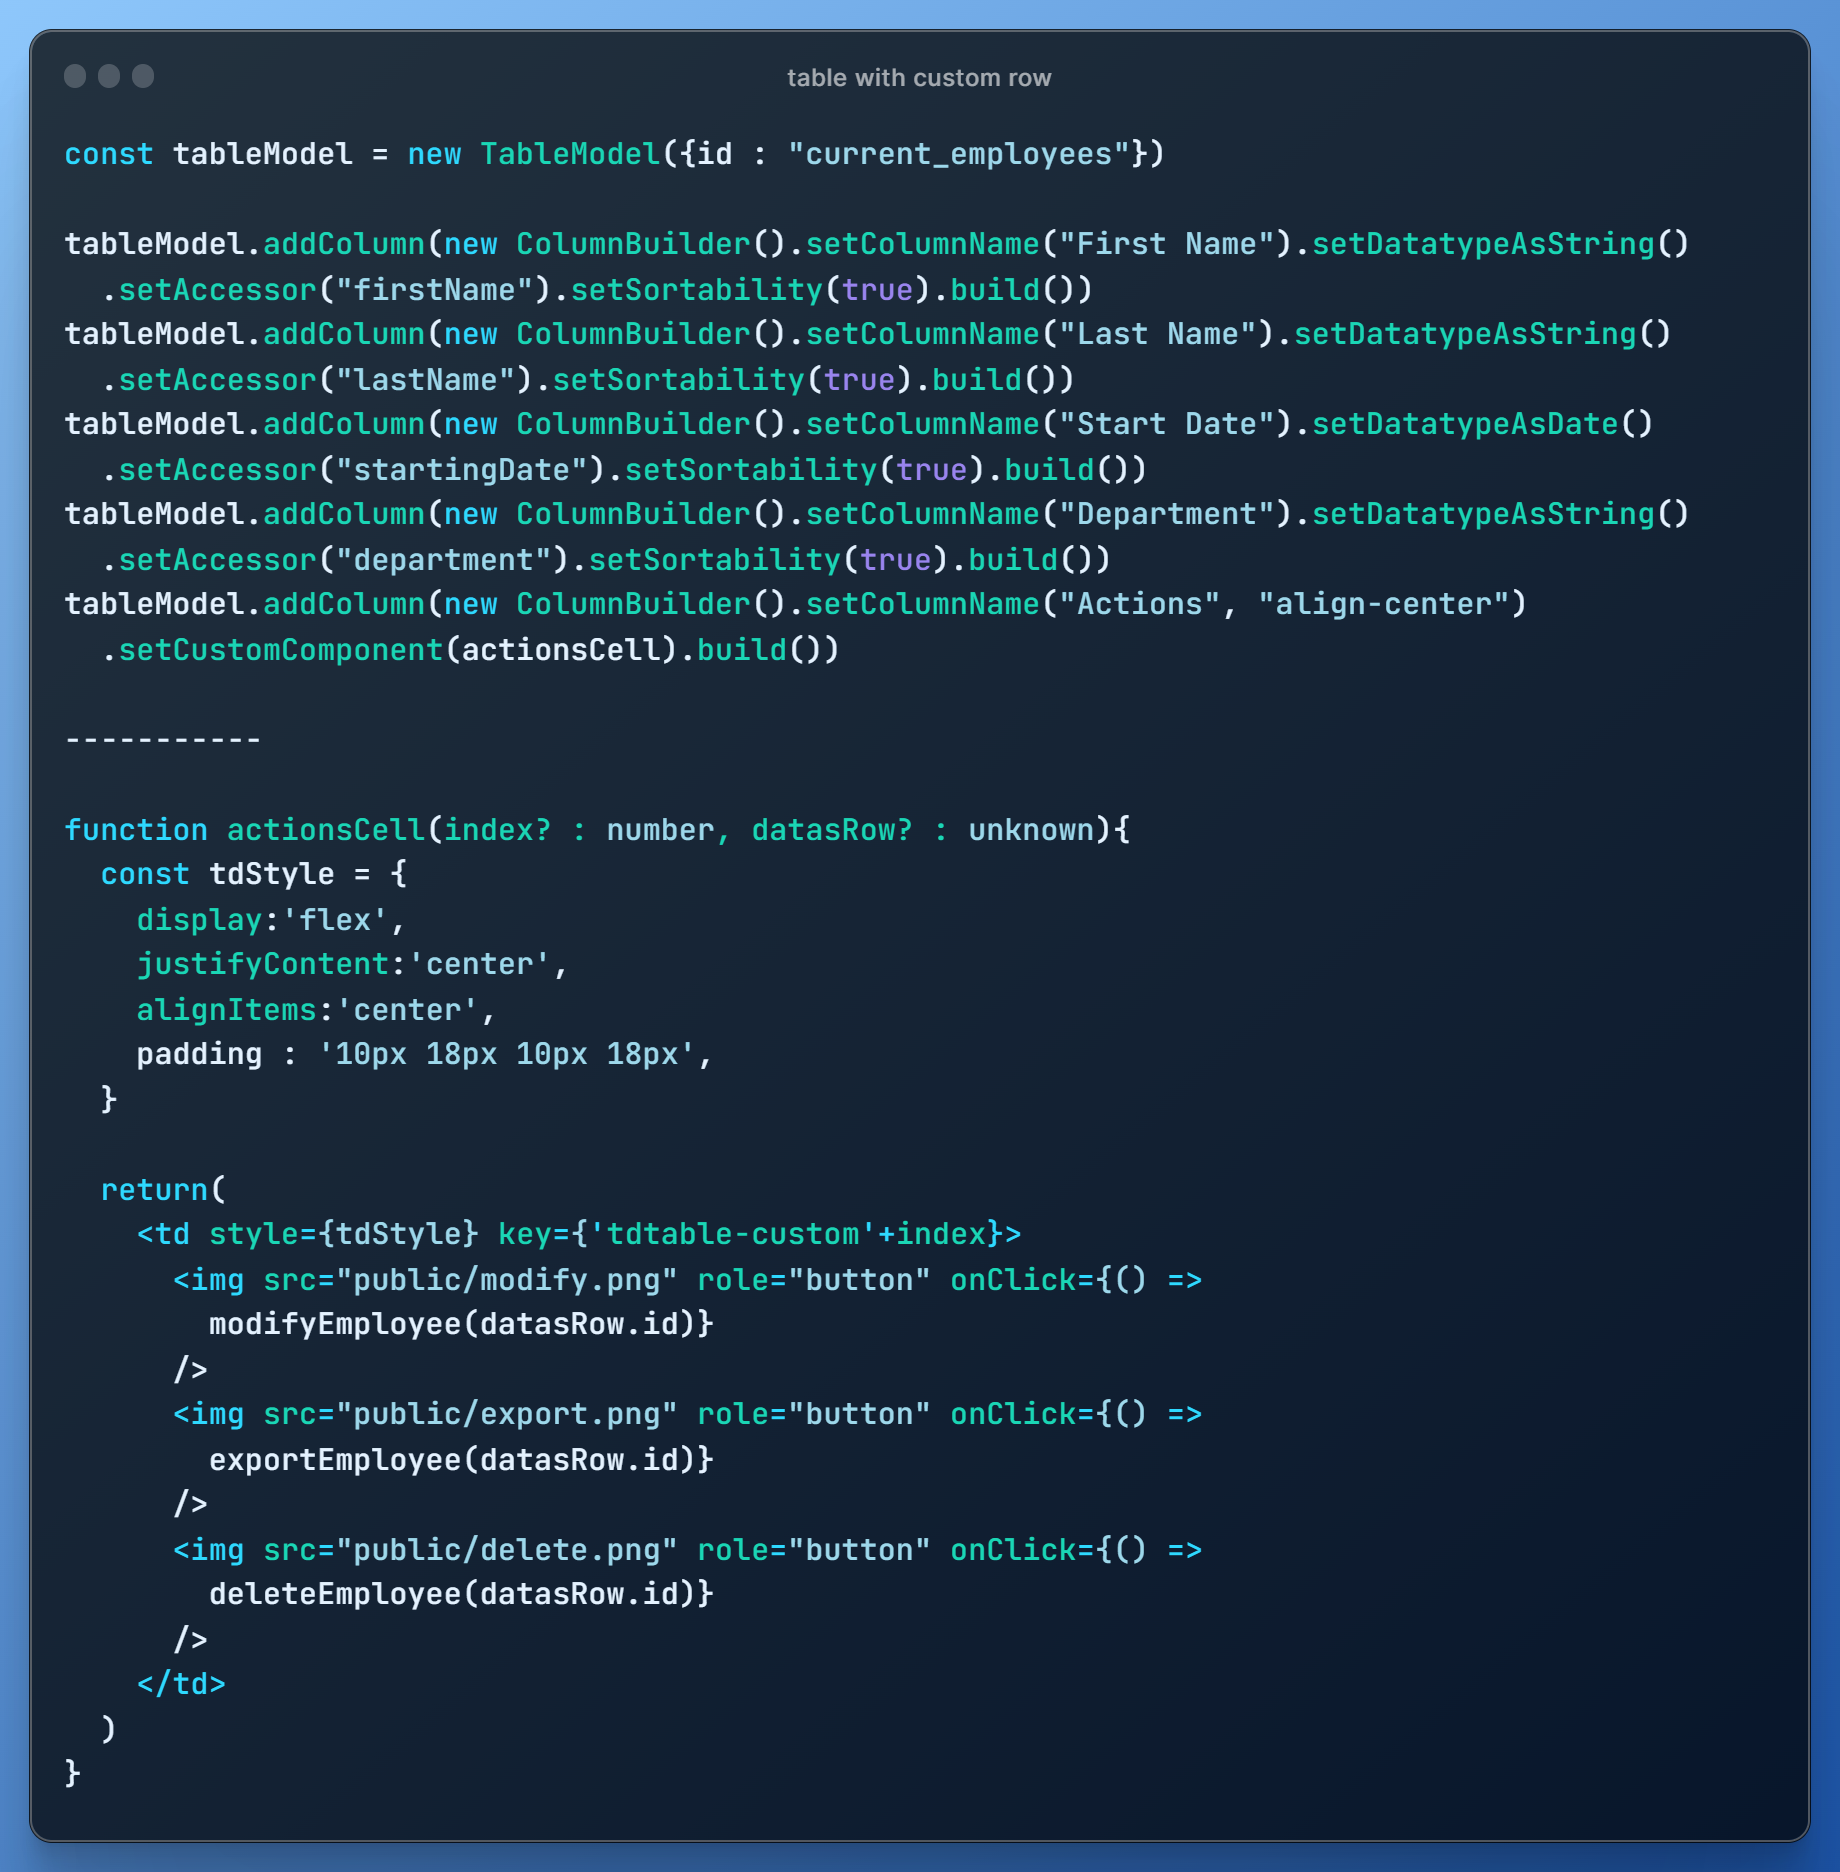 table with custom row
const tableModel = new TableModel({id : "current_employees"})
tableModel.addColumn(new ColumnBuilder().setColumnName("First Name").setDatatypeAsString()
  .setAccessor("firstName").setSortability(true).build())
tableModel.addColumn(new ColumnBuilder().setColumnName("Last Name").setDatatypeAsString()
  .setAccessor("lastName").setSortability(true).build())
tableModel.addColumn(new ColumnBuilder().setColumnName("Start Date").setDatatypeAsDate()
  .setAccessor("startingDate").setSortability(true).build())
tableModel.addColumn(new ColumnBuilder().setColumnName("Department").setDatatypeAsString()
  .setAccessor("department").setSortability(true).build())
tableModel.addColumn(new ColumnBuilder().setColumnName("Actions", "align-center")
  .setCustomComponent(actionsCell).build())
-----------
function actionsCell(index? : number, datasRow? : unknown){
  const tdStyle = {
    display:'flex',
    justifyContent:'center',
    alignItems:'center',
    padding : '10px 18px 10px 18px',
  }
  return(
    <td style={tdStyle} key={'tdtable-custom'+index}>
      <img src="public/modify.png" role="button" onClick={() =>
        modifyEmployee(datasRow.id)}
      />
      <img src="public/export.png" role="button" onClick={() =>
        exportEmployee(datasRow.id)}
      />
      <img src="public/delete.png" role="button" onClick={() =>
        deleteEmployee(datasRow.id)}
      />
    </td>
  )
}